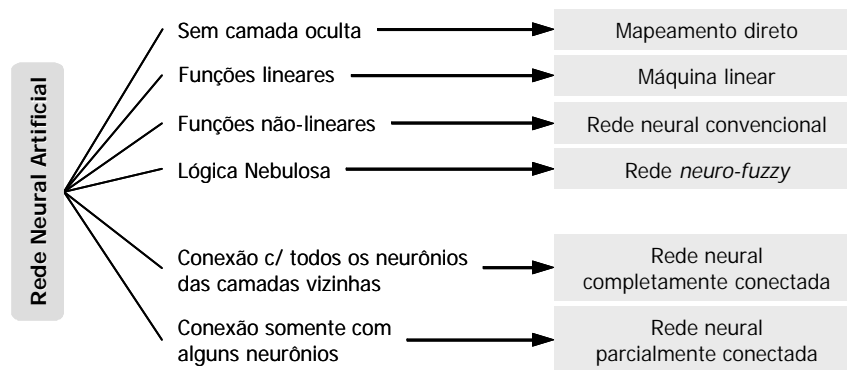 Rede Neural Artificial
Sem camada oculta
Mapeamento direto
Funções lineares
Máquina linear
Funções não-lineares
Rede neural convencional
Lógica Nebulosa
Rede neuro-fuzzy
Conexão c/ todos os neurônios
das camadas vizinhas
Rede neural
completamente conectada
Conexão somente com
alguns neurônios
Rede neural
parcialmente conectada